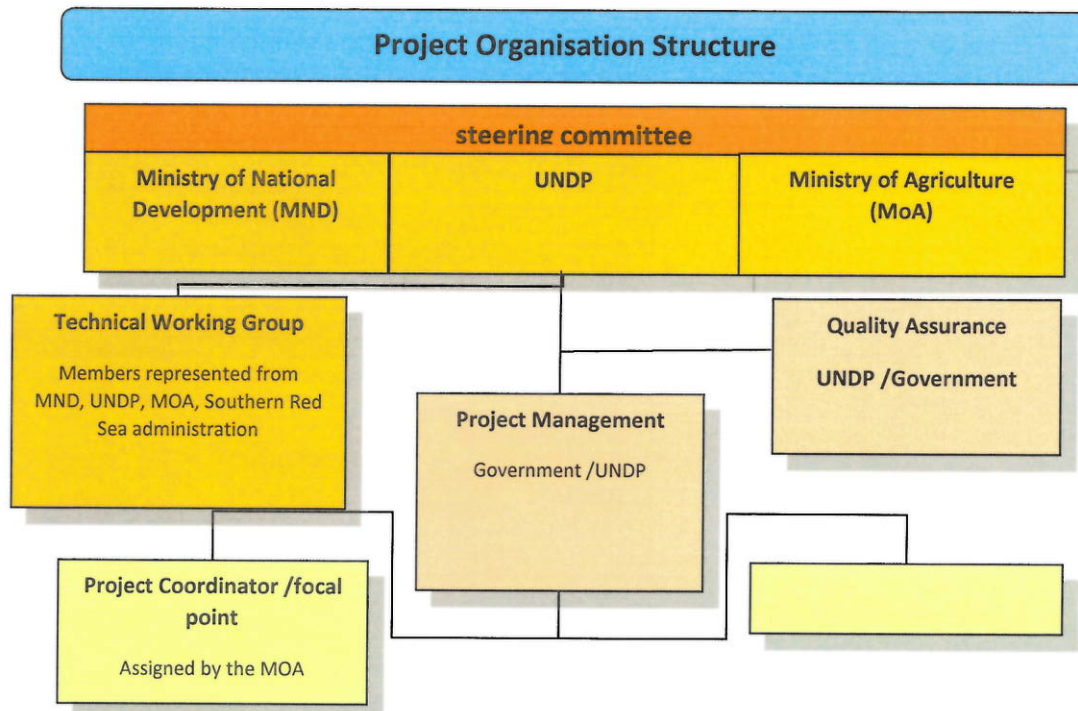 Project Organisation Structure
steering committee
Ministry of National
Development (MND)
UNDP
Ministry of Agriculture
(MoA)
Technical Working Group
Members represented from
MND, UNDP, MOA, Southern Red
Sea administration
Quality Assurance
UNDP /Government
Project Management
Government /UNDP
Project Coordinator /focal
point
Assigned by the MOA